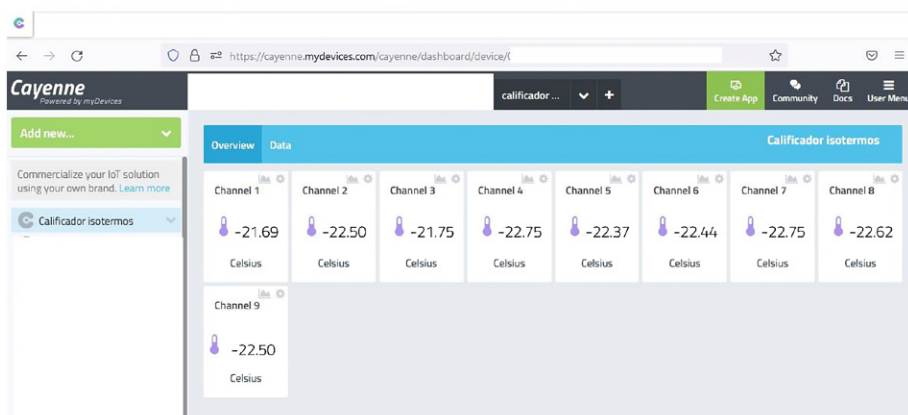 https://cayenne.mydevices.com/cayenne/dashboard/device/(
Cayenne
Powered by myDevices
calificador ...
+
Create App
Community
Docs
User Menu
Add new...
Overview Data
Calificador isotermos
Commercialize your IoT solution
using your own brand. Learn more
Calificador isotermos
Channel 1 Channel 2 Channel 3 Channel 4 Channel 5 Channel 6 Channel 7 Channel 8
-21.69 -22.50 -21.75 -22.75 -22.37 -22.44 -22.75 -22.62
Celsius Celsius Celsius Celsius Celsius Celsius Celsius Celsius
Channel 9
-22.50
Celsius